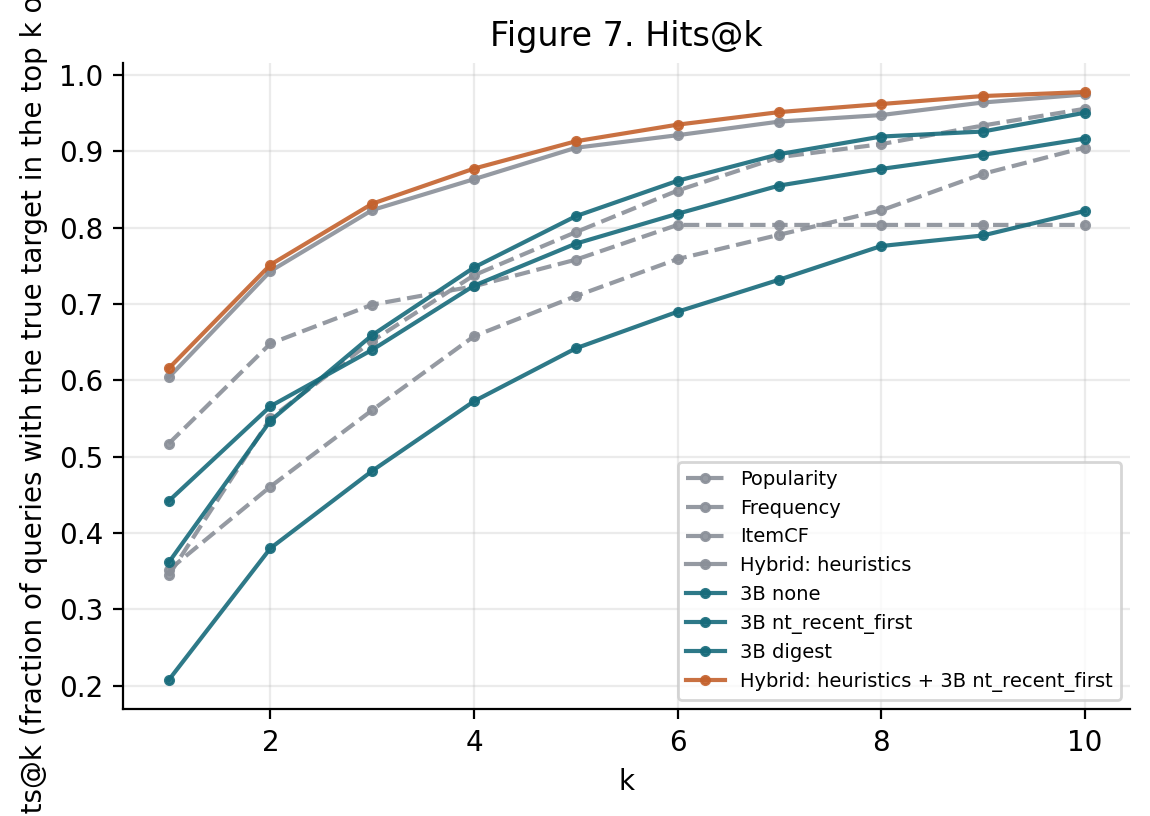 Figure 7. Hits@k
ts@k (fraction of queries with the true target in the top k
1.0
0.9
0.8
0.7
0.6
0.5
0.4
0.3
0.2
Popularity
Frequency
ItemCF
Hybrid: heuristics
3B none
3B nt_recent_first
3B digest
Hybrid: heuristics + 3B nt_recent_first
2
4
6
8
10
k